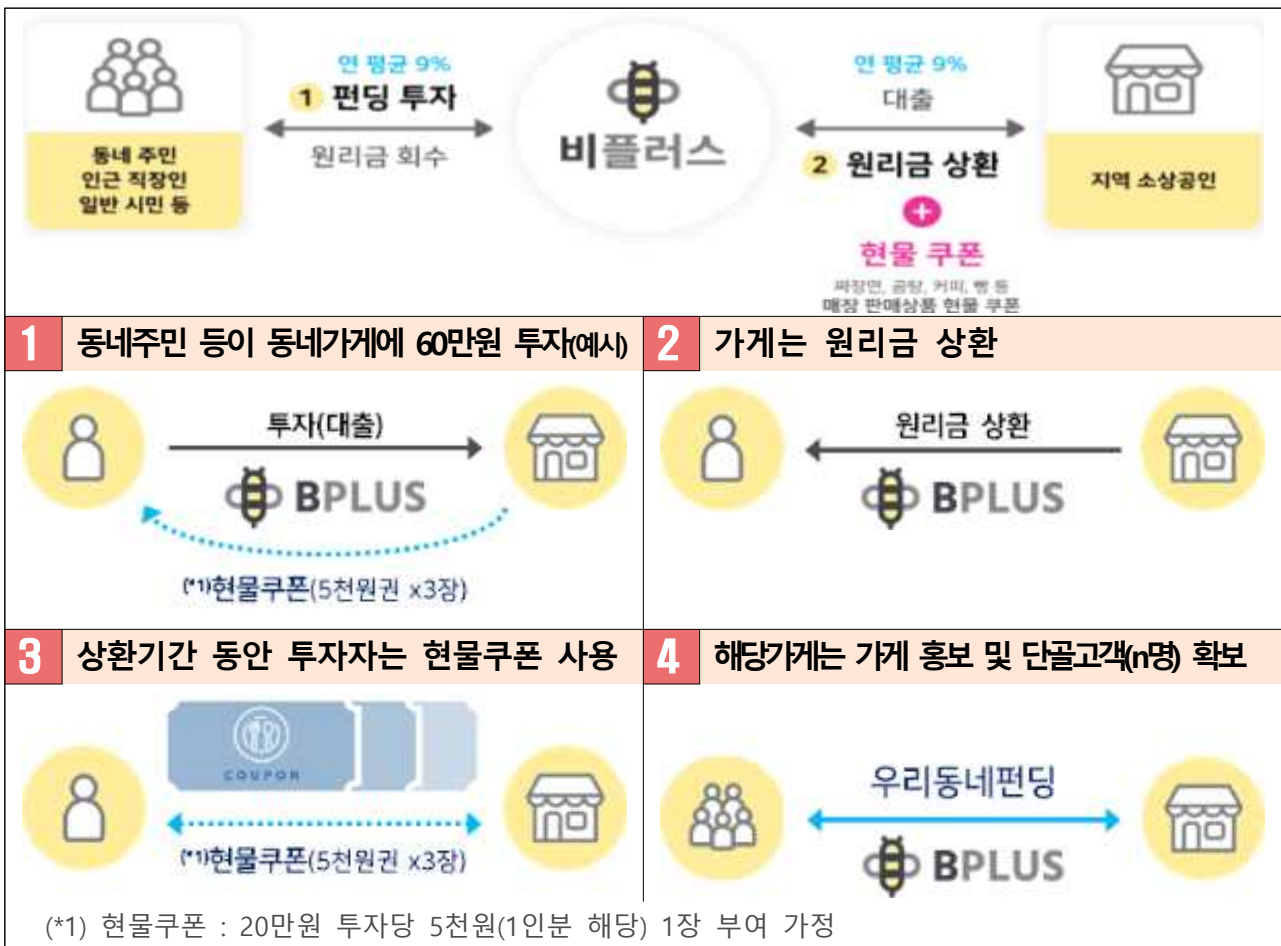 연 평균 9%
1 펀딩 투자
원리금 회수
동네 주민
인근 직장인
일반 시민 등
비플러스
연 평균 9%
대출
2 원리금 상환
+
현물 쿠폰
짜장면, 곰탕, 커피, 빵 등
매장 판매상품 현물 쿠폰
지역 소상공인
1 동네주민 등이 동네가게에 60만원 투자(예시)
투자(대출)
BPLUS
(*1)현물쿠폰(5천원권 x3장)
2 가게는 원리금 상환
원리금 상환
BPLUS
3 상환기간 동안 투자자는 현물쿠폰 사용
COUPON
(*1)현물쿠폰(5천원권 x3장)
4 해당가게는 가게 홍보 및 단골고객(n명) 확보
우리동네펀딩
BPLUS
(*1) 현물쿠폰 : 20만원 투자당 5천원(1인분 해당) 1장 부여 가정